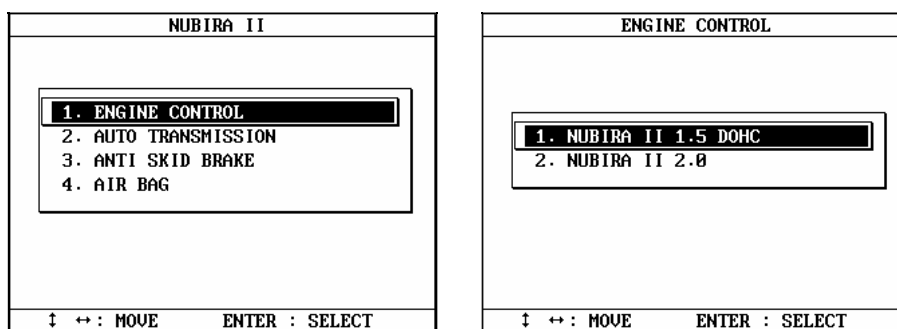 NUBIRA II
1. ENGINE CONTROL
2. AUTO TRANSMISSION
3. ANTI SKID BRAKE
4. AIR BAG
↕ ↔: MOVE ENTER : SELECT
ENGINE CONTROL
1. NUBIRA II 1.5 DOHC
2. NUBIRA II 2.0
↕ ↔: MOVE ENTER : SELECT